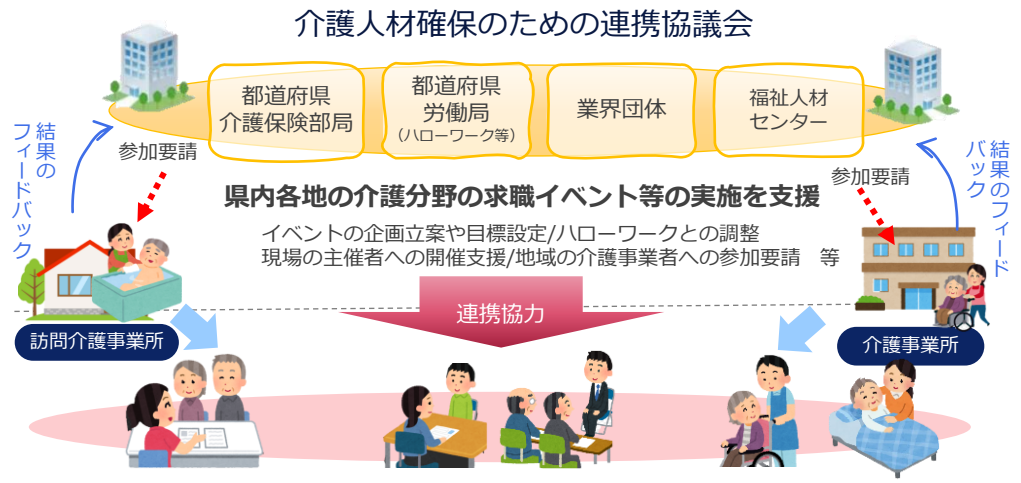 介護人材確保のための連携協議会
都道府県
介護保険部局
都道府県
労働局
（ハローワーク等）
業界団体
福祉人材
センター
結果の
フィードバック
参加要請
参加要請
結果のフィード
バック
県内各地の介護分野の求職イベント等の実施を支援
イベントの企画立案や目標設定/ハローワークとの調整
現場の主催者への開催支援/地域の介護事業者への参加要請　等
連携協力
訪問介護事業所
介護事業所